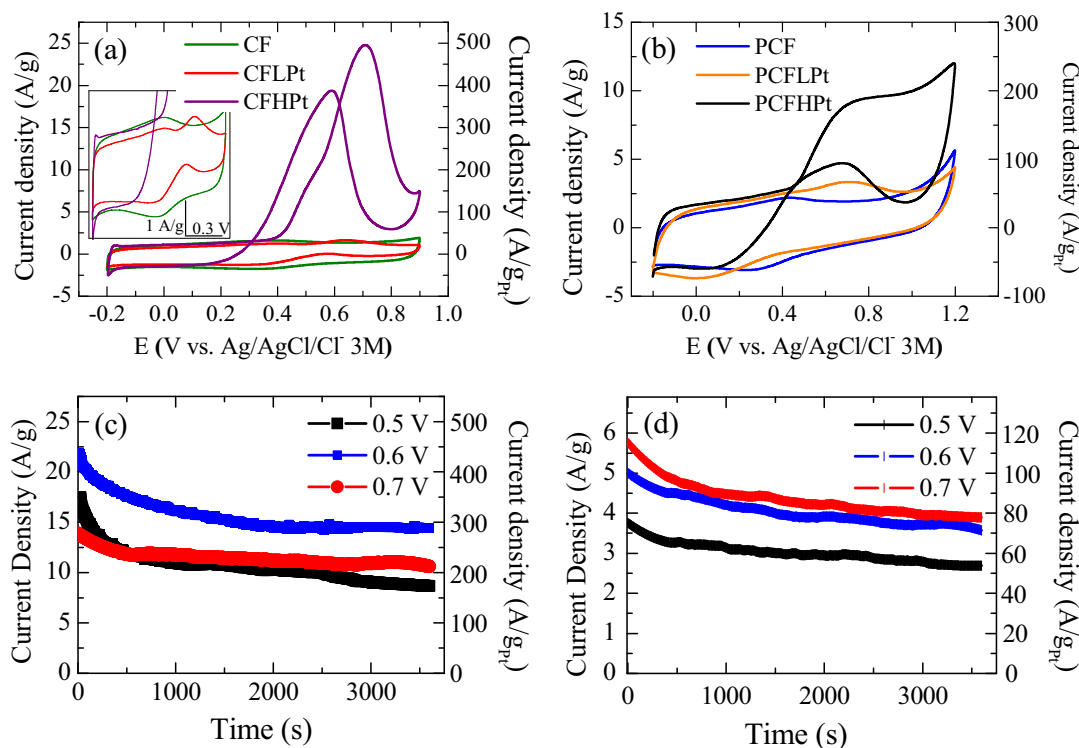 (a)
CF
CFLPt
CFHPt
1 A/g
0.3 V
25
20
15
10
5
0
-5
Current density (A/g)
500
400
300
200
100
0
Current density (A/g_Pt)
-0.2 0.0 0.2 0.4 0.6 0.8 1.0
E (V vs. Ag/AgCl/Cl⁻ 3M)
(b)
PCF
PCFLPt
PCFHPt
15
10
5
0
-5
Current density (A/g)
300
200
100
0
-100
Current density (A/g_Pt)
0.0 0.4 0.8 1.2
E (V vs. Ag/AgCl/Cl⁻ 3M)
(c)
0.5 V
0.6 V
0.7 V
25
20
15
10
5
0
Current Density (A/g)
500
400
300
200
100
0
Current density (A/g_Pt)
0 1000 2000 3000
Time (s)
(d)
0.5 V
0.6 V
0.7 V
6
5
4
3
2
1
0
Current Density (A/g)
120
100
80
60
40
20
0
Current density (A/g_Pt)
0 1000 2000 3000
Time (s)